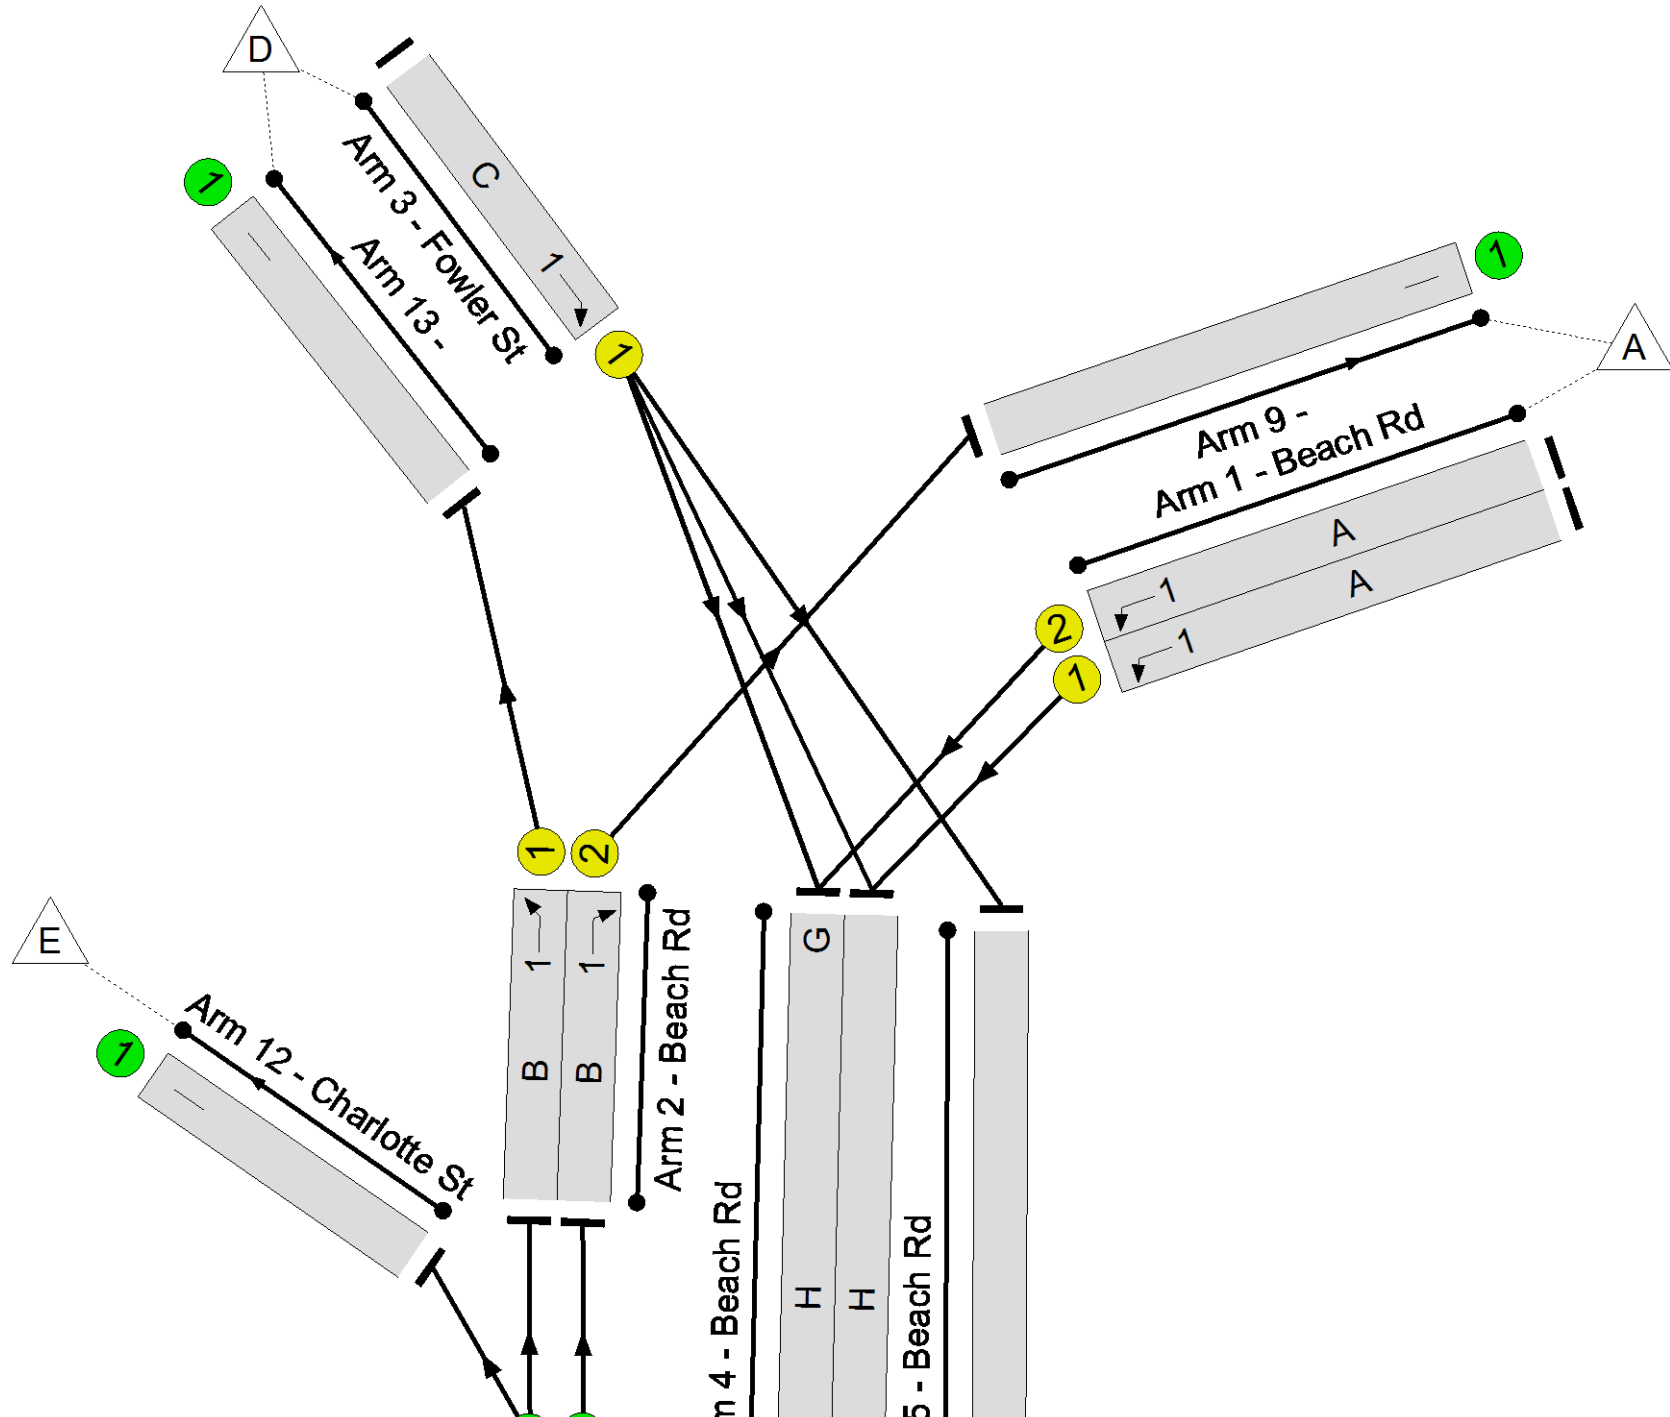 D
C
1
Arm 3 - Fowler St
1
Arm 13 -
1
1
A
Arm 9 -
Arm 1 - Beach Rd
A
A
1
1
2
1
1
2
1
1
B
B
Arm 2 - Beach Rd
E
1
Arm 12 - Charlotte St
G
H
H
m 4 - Beach Rd
5 - Beach Rd